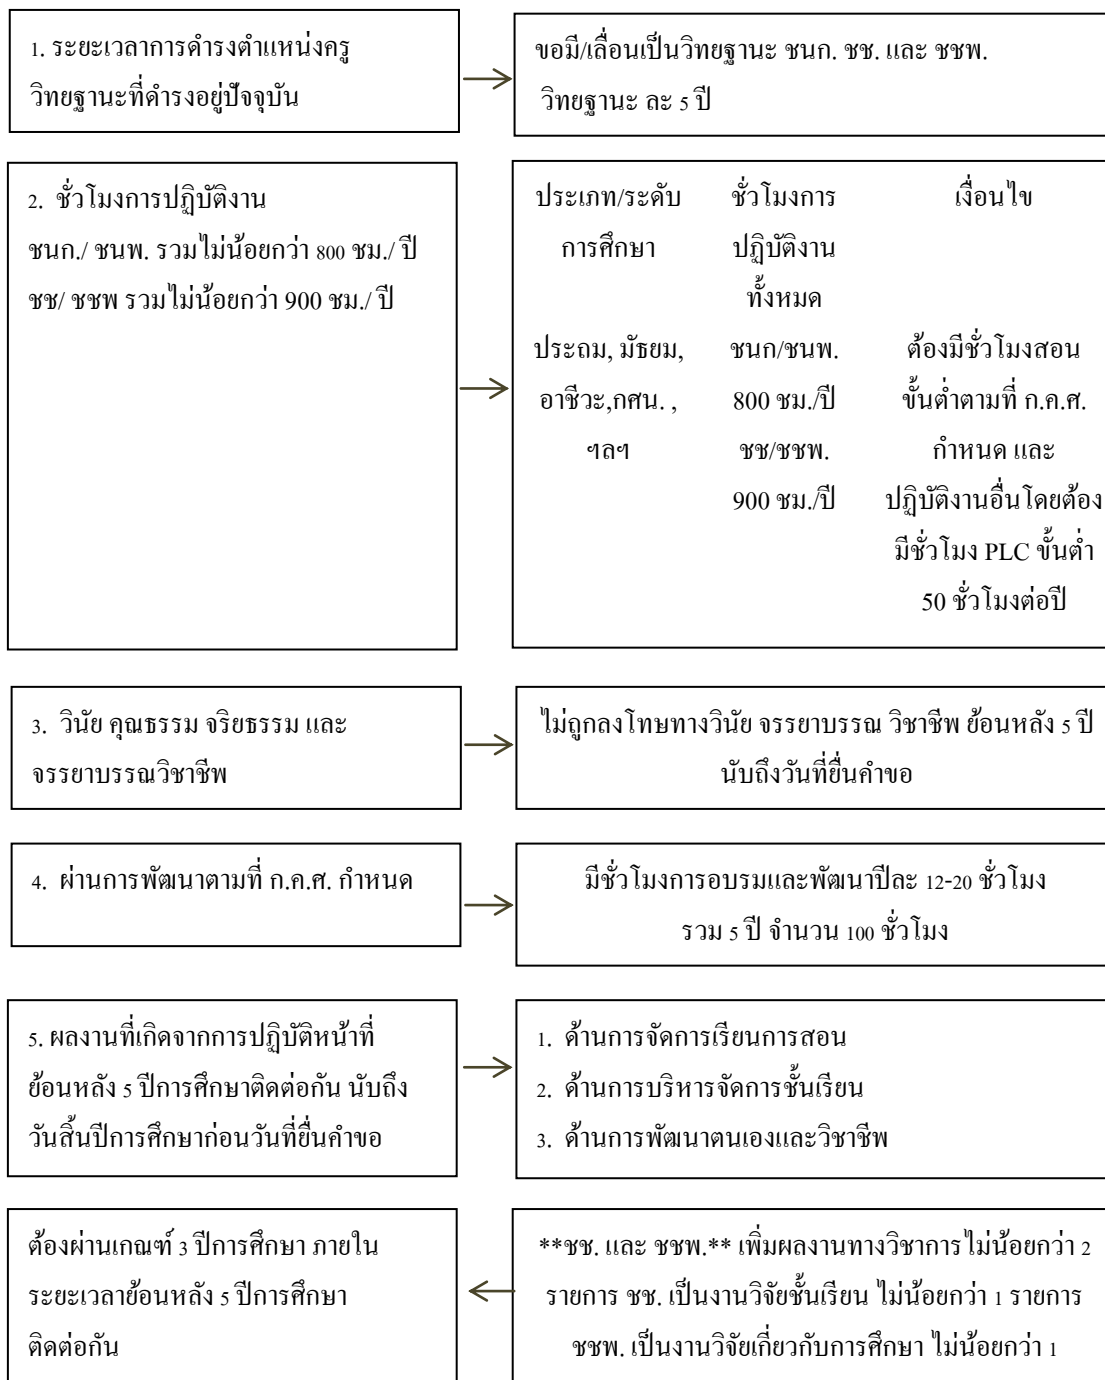 1. ระยะเวลาการดำรงตำแหน่งครู
วิทยฐานะที่ดำรงอยู่ปัจจุบัน
ขอมี/เลื่อนเป็นวิทยฐานะ ชนก. ชช. และ ชชพ.
วิทยฐานะ ละ 5 ปี
2. ชั่วโมงการปฏิบัติงาน
ชนก./ ชนพ. รวมไม่น้อยกว่า 800 ชม./ ปี
ชช/ ชชพ รวมไม่น้อยกว่า 900 ชม./ ปี
ประเภท/ระดับ ชั่วโมงการ เงื่อนไข
การศึกษา ปฏิบัติงาน
ทั้งหมด
ประถม, มัธยม, ชนก/ชนพ. ต้องมีชั่วโมงสอน
อาชีวะ,กศน. , 800 ชม./ปี ขั้นต่ำตามที่ ก.ค.ศ.
ฯลฯ ชช/ชชพ. กำหนด และ
900 ชม./ปี ปฏิบัติงานอื่นโดยต้อง
มีชั่วโมง PLC ขั้นต่ำ
50 ชั่วโมงต่อปี
3. วินัย คุณธรรม จริยธรรม และ
จรรยาบรรณวิชาชีพ
ไม่ถูกลงโทษทางวินัย จรรยาบรรณ วิชาชีพ ย้อนหลัง 5 ปี
นับถึงวันที่ยื่นคำขอ
4. ผ่านการพัฒนาตามที่ ก.ค.ศ. กำหนด
มีชั่วโมงการอบรมและพัฒนาปีละ 12-20 ชั่วโมง
รวม 5 ปี จำนวน 100 ชั่วโมง
5. ผลงานที่เกิดจากการปฏิบัติหน้าที่
ย้อนหลัง 5 ปีการศึกษาติดต่อกัน นับถึง
วันสิ้นปีการศึกษาก่อนวันที่ยื่นคำขอ
1. ด้านการจัดการเรียนการสอน
2. ด้านการบริหารจัดการชั้นเรียน
3. ด้านการพัฒนาตนเองและวิชาชีพ
ต้องผ่านเกณฑ์ 3 ปีการศึกษา ภายใน
ระยะเวลาย้อนหลัง 5 ปีการศึกษา
ติดต่อกัน
**ชช. และ ชชพ.** เพิ่มผลงานทางวิชาการ ไม่น้อยกว่า 2
รายการ ชช. เป็นงานวิจัยชั้นเรียน ไม่น้อยกว่า 1 รายการ
ชชพ. เป็นงานวิจัยเกี่ยวกับการศึกษา ไม่น้อยกว่า 1